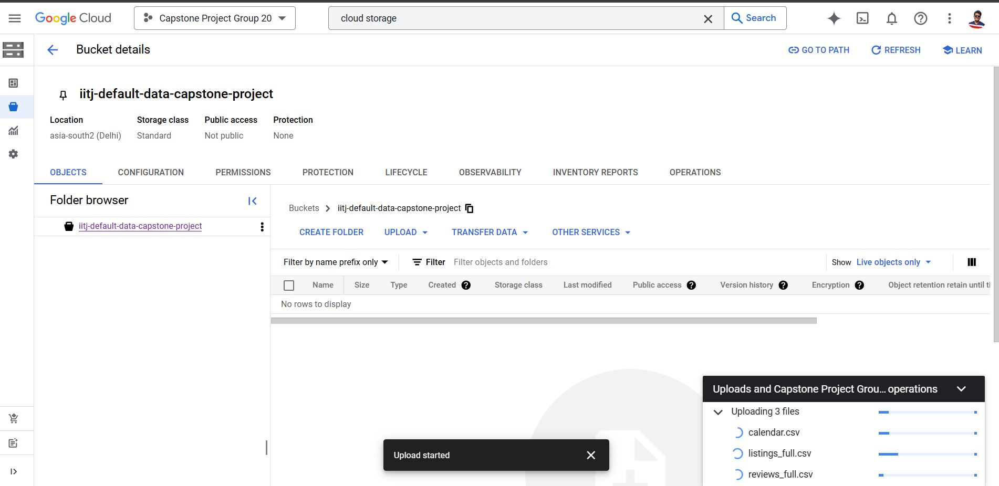 Google Cloud
Capstone Project Group 20
cloud storage
Search
Bucket details
GO TO PATH
REFRESH
LEARN
iitj-default-data-capstone-project
Location Storage class Public access Protection
asia-south2 (Delhi) Standard Not public None
OBJECTS CONFIGURATION PERMISSIONS PROTECTION LIFECYCLE OBSERVABILITY INVENTORY REPORTS OPERATIONS
Folder browser
iitj-default-data-capstone-project
Buckets > iitj-default-data-capstone-project
CREATE FOLDER UPLOAD TRANSFER DATA OTHER SERVICES
Filter by name prefix only Filter Filter objects and folders Show Live objects only
Name Size Type Created Storage class Last modified Public access Version history Encryption Object retention retain until ti
No rows to display
Uploads and Capstone Project Grou... operations
Uploading 3 files
calendar.csv
listings_full.csv
reviews_full.csv
Upload started